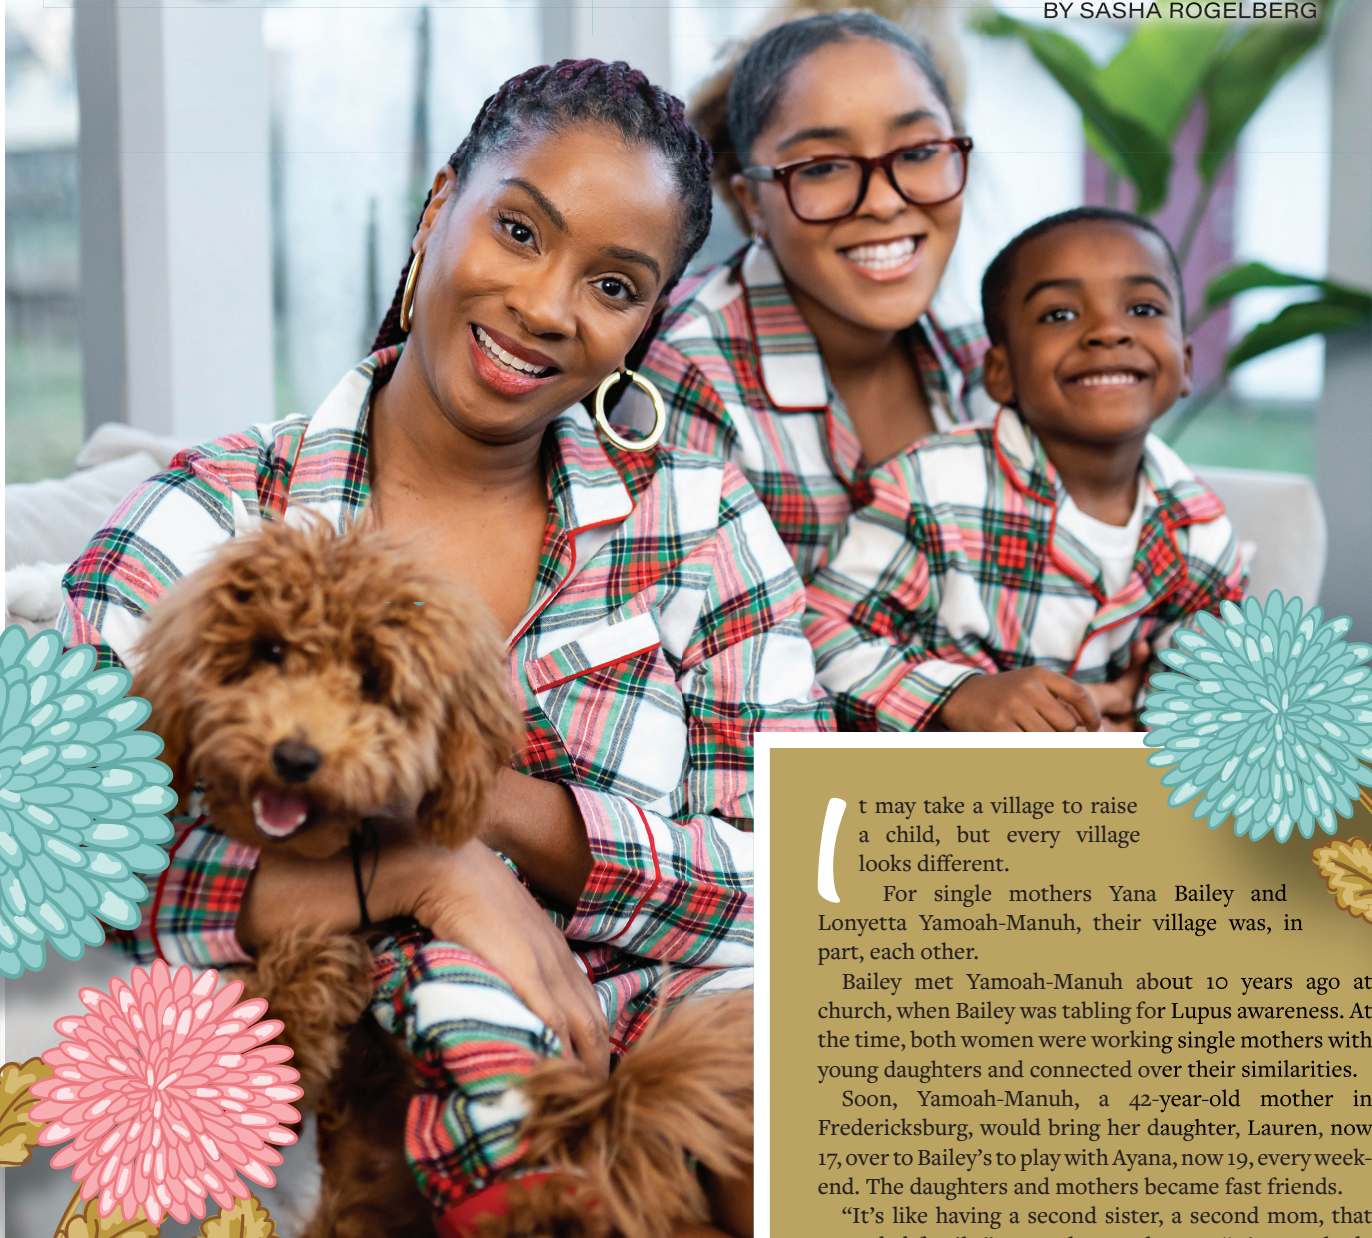 BY SASHA ROGELBERG
It may take a village to raise
a child, but every village
looks different.
For single mothers Yana Bailey and
Lonyetta Yamoah-Manuh, their village was, in
part, each other.
Bailey met Yamoah-Manuh about 10 years ago at
church, when Bailey was tabling for Lupus awareness. At
the time, both women were working single mothers with
young daughters and connected over their similarities.
Soon, Yamoah-Manuh, a 42-year-old mother in
Fredericksburg, would bring her daughter, Lauren, now
17, over to Bailey's to play with Ayana, now 19, every week-
end. The daughters and mothers became fast friends.
“It's like having a second sister, a second mom, that